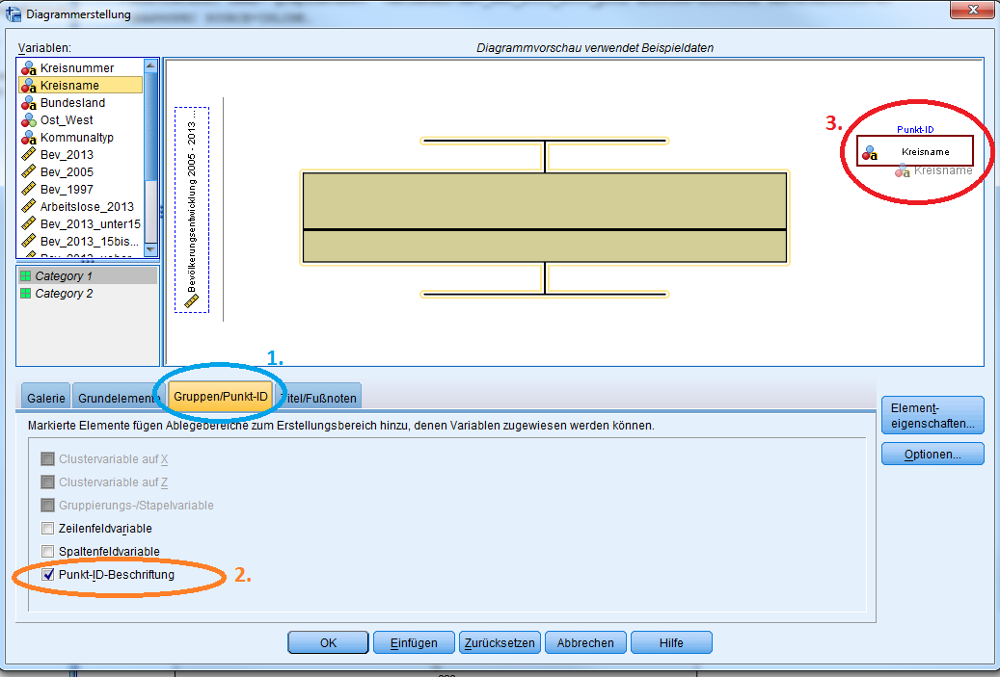 Diagrammerstellung
Variablen:
Diagrammvorschau verwendet Beispieldaten
Kreisnummer
Kreisname
Bundesland
Ost_West
Kommunaltyp
Bev_2013
Bev_2005
Bev_1997
Arbeitslose_2013
Bev_2013_unter15
Bev_2013_15bis...
Category 1
Category 2
Bevölkerungsentwicklung 2005 - 2013 ...
3.
Punkt-ID
Kreisname
Kreisname
1.
Galerie
Grundelemente
Gruppen/Punkt-ID
Titel/Fußnoten
Markierte Elemente fügen Ablegebereiche zum Erstellungsbereich hinzu, denen Variablen zugewiesen werden können.
Clustervariable auf X
Clustervariable auf Z
Gruppierungs-/Stapelvariable
Zeilenfeldvariable
Spaltenfeldvariable
Punkt-ID-Beschriftung
2.
Element-
eigenschaften...
Optionen...
OK
Einfügen
Zurücksetzen
Abbrechen
Hilfe